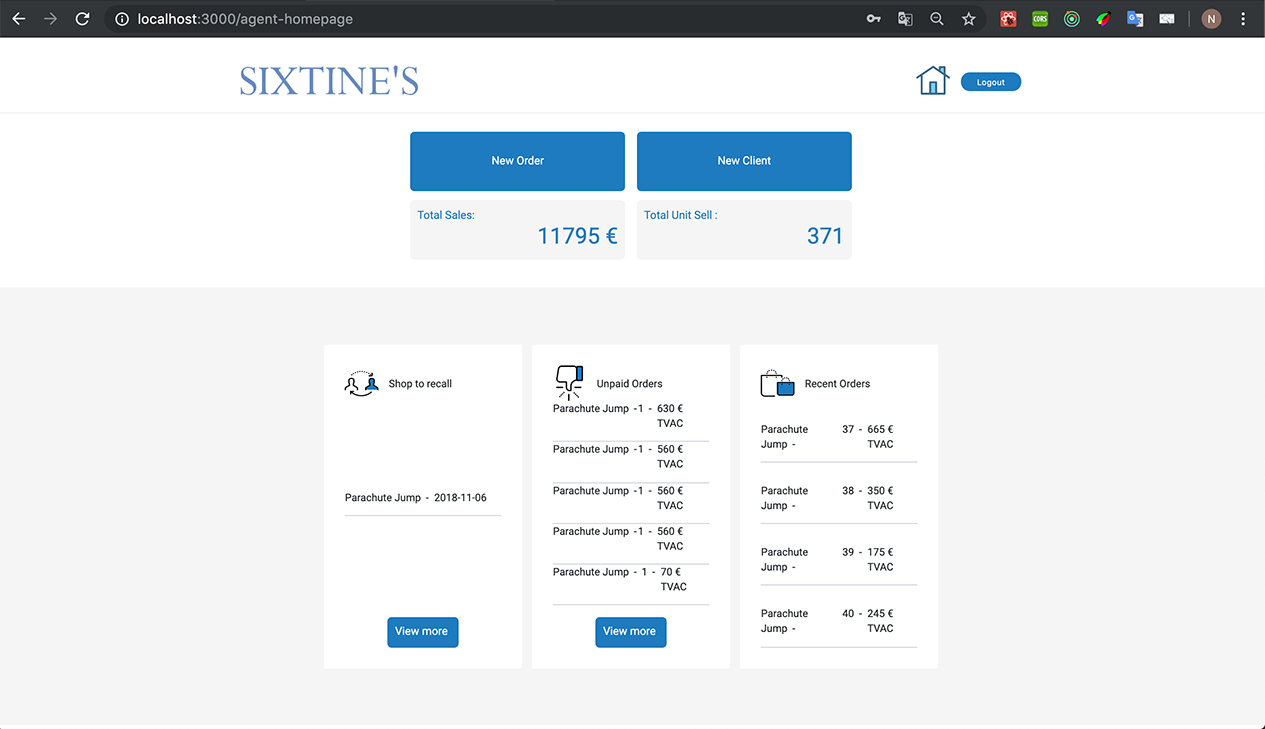 localhost:3000/agent-homepage
CORS
N
SIXTINE'S
Logout
New Order
New Client
Total Sales:
11795 €
Total Unit Sell :
371
Shop to recall
Parachute Jump - 2018-11-06
View more
Unpaid Orders
Parachute Jump -1 - 630 €
TVAC
Parachute Jump -1 - 560 €
TVAC
Parachute Jump -1 - 560 €
TVAC
Parachute Jump -1 - 560 €
TVAC
Parachute Jump - 1 - 70 €
TVAC
View more
Recent Orders
Parachute 37 - 665 €
Jump - TVAC
Parachute 38 - 350 €
Jump - TVAC
Parachute 39 - 175 €
Jump - TVAC
Parachute 40 - 245 €
Jump - TVAC